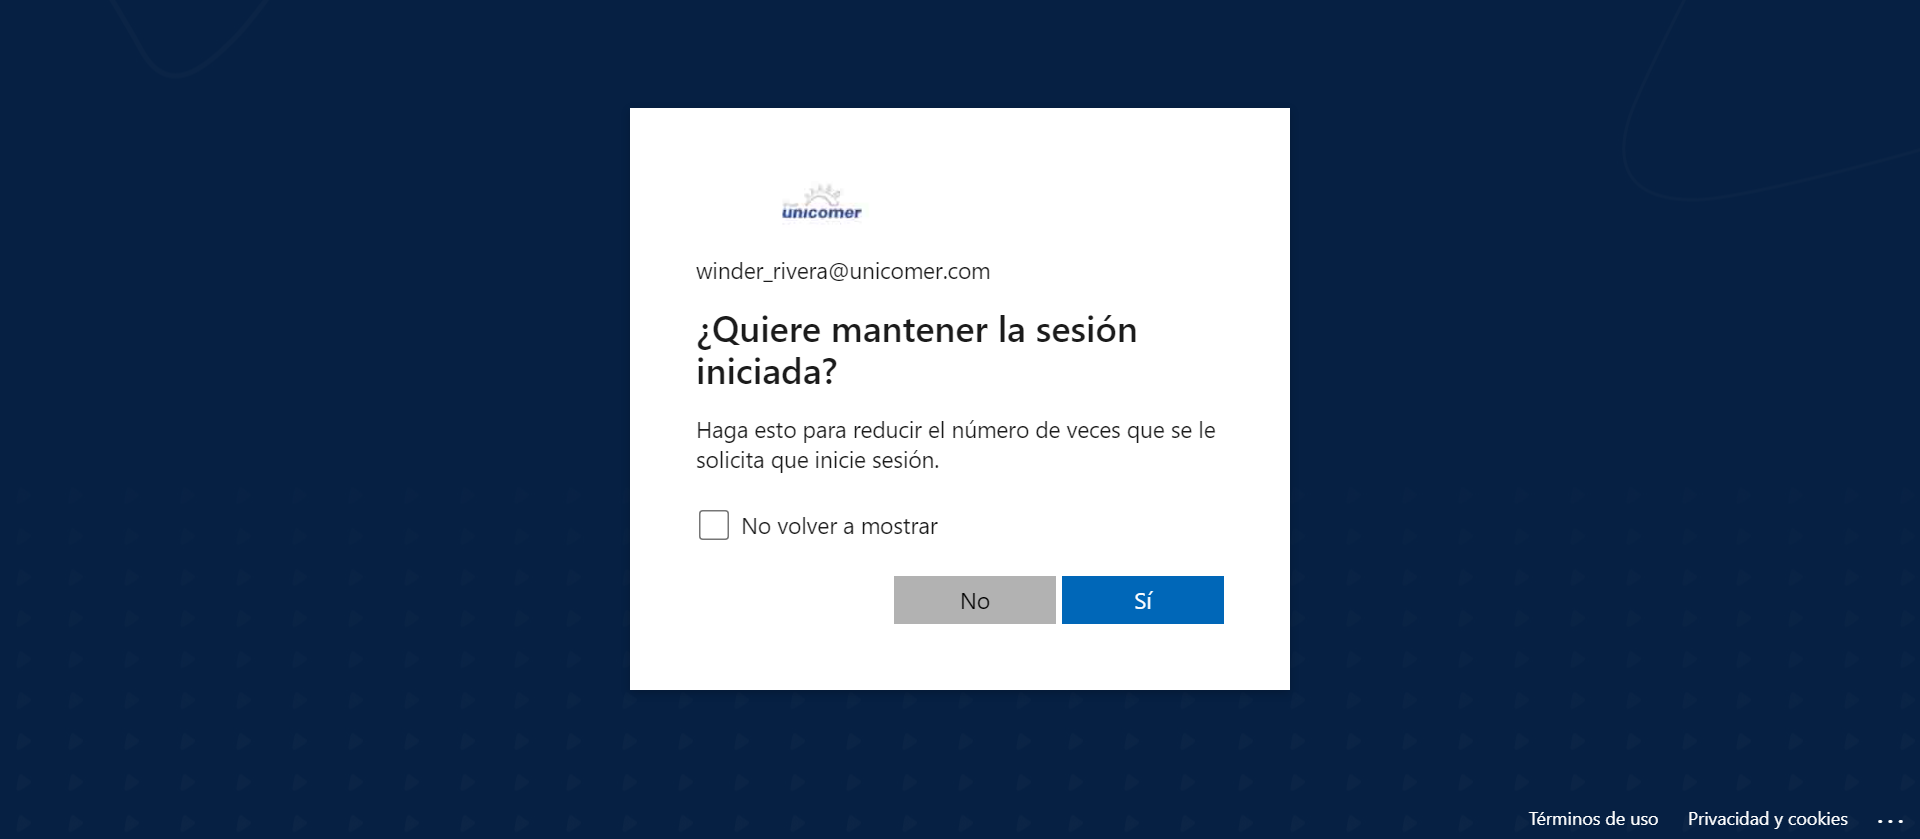 unicomer
winder_rivera@unicomer.com
¿Quiere mantener la sesión
iniciada?
Haga esto para reducir el número de veces que se le
solicita que inicie sesión.
No volver a mostrar
No
Sí
Términos de uso
Privacidad y cookies
...